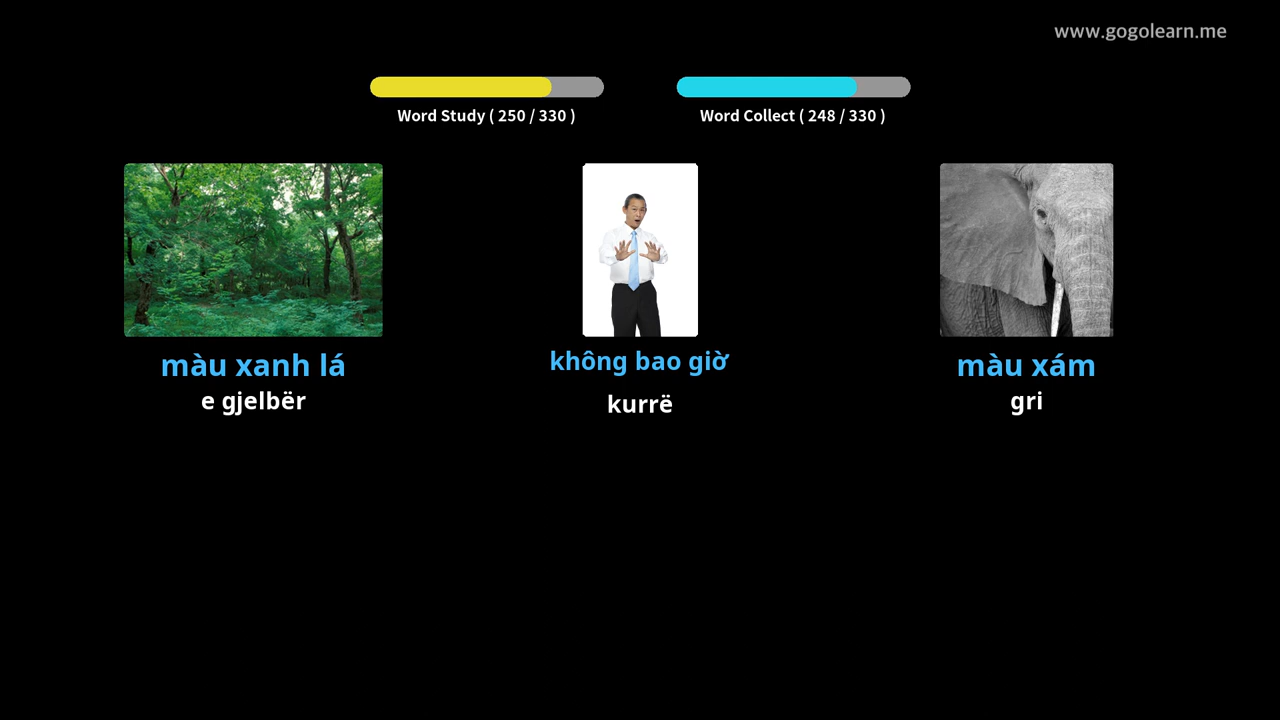 www.gogolearn.me
Word Study ( 250 / 330 )
Word Collect ( 248 / 330 )
màu xanh lá
e gjelbër
không bao giờ
kurrë
màu xám
gri